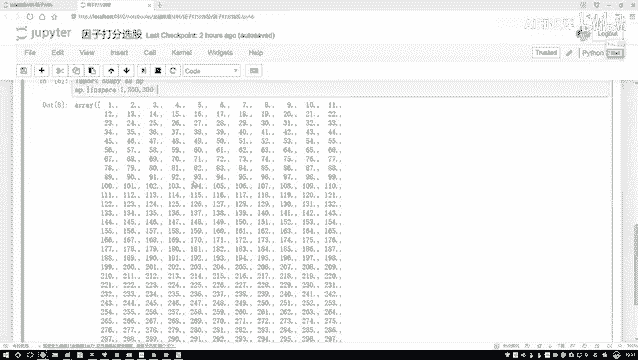 jupyter 因子打分选股 Last Checkpoint: 2 hours ago (autosaved)
Logout
File Edit View Insert Cell Kernel Widgets Help
Trusted
Python
Code
import numpy as np
np.linspace(1,300,300)
Out[8]: array([ 1., 2., 3., 4., 5., 6., 7., 8., 9., 10., 11.,
12., 13., 14., 15., 16., 17., 18., 19., 20., 21., 22.,
23., 24., 25., 26., 27., 28., 29., 30., 31., 32., 33.,
34., 35., 36., 37., 38., 39., 40., 41., 42., 43., 44.,
45., 46., 47., 48., 49., 50., 51., 52., 53., 54., 55.,
56., 57., 58., 59., 60., 61., 62., 63., 64., 65., 66.,
67., 68., 69., 70., 71., 72., 73., 74., 75., 76., 77.,
78., 79., 80., 81., 82., 83., 84., 85., 86., 87., 88.,
89., 90., 91., 92., 93., 94., 95., 96., 97., 98., 99.,
100., 101., 102., 103., 104., 105., 106., 107., 108., 109., 110.,
111., 112., 113., 114., 115., 116., 117., 118., 119., 120., 121.,
122., 123., 124., 125., 126., 127., 128., 129., 130., 131., 132.,
133., 134., 135., 136., 137., 138., 139., 140., 141., 142., 143.,
144., 145., 146., 147., 148., 149., 150., 151., 152., 153., 154.,
155., 156., 157., 158., 159., 160., 161., 162., 163., 164., 165.,
166., 167., 168., 169., 170., 171., 172., 173., 174., 175., 176.,
177., 178., 179., 180., 181., 182., 183., 184., 185., 186., 187.,
188., 189., 190., 191., 192., 193., 194., 195., 196., 197., 198.,
199., 200., 201., 202., 203., 204., 205., 206., 207., 208., 209.,
210., 211., 212., 213., 214., 215., 216., 217., 218., 219., 220.,
221., 222., 223., 224., 225., 226., 227., 228., 229., 230., 231.,
232., 233., 234., 235., 236., 237., 238., 239., 240., 241., 242.,
243., 244., 245., 246., 247., 248., 249., 250., 251., 252., 253.,
254., 255., 256., 257., 258., 259., 260., 261., 262., 263., 264.,
265., 266., 267., 268., 269., 270., 271., 272., 273., 274., 275.,
276., 277., 278., 279., 280., 281., 282., 283., 284., 285., 286.,
287., 288., 289., 290., 291., 292., 293., 294., 295., 296., 297.,